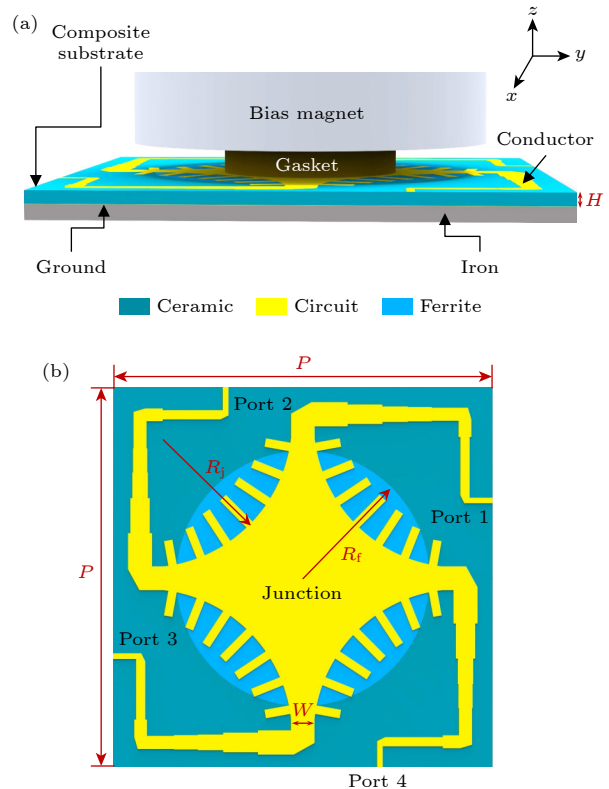 (a)
Composite
substrate
z
y
x
Bias magnet
Gasket
Conductor
H
Ground
Iron
Ceramic
Circuit
Ferrite
(b)
P
Port 2
Rj
Port 1
Rf
P
Junction
Port 3
W
Port 4